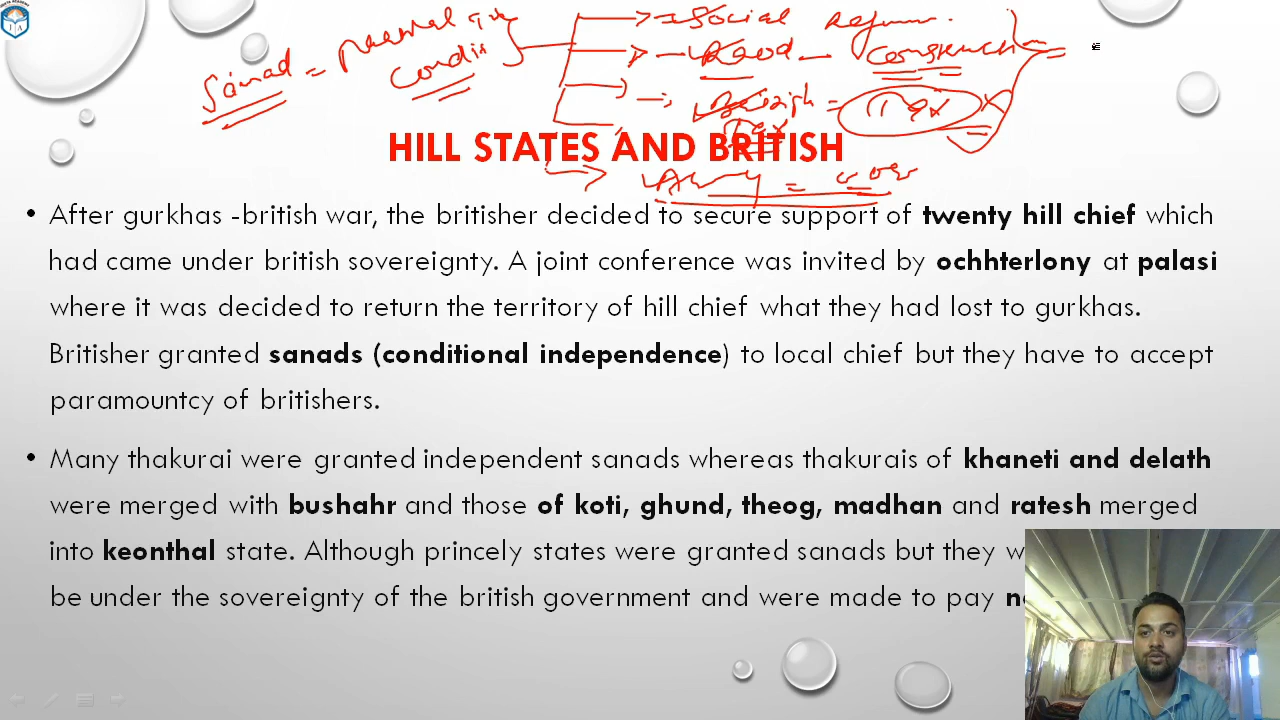 Sanad =
condi
Social
Road - Construction
= Tax
Tax
Army =
HILL STATES AND BRITISH
• After gurkhas -british war, the britisher decided to secure support of twenty hill chief which
had came under british sovereignty. A joint conference was invited by ochhterlony at palasi
where it was decided to return the territory of hill chief what they had lost to gurkhas.
Britisher granted sanads (conditional independence) to local chief but they have to accept
paramountcy of britishers.
• Many thakurai were granted independent sanads whereas thakurais of khaneti and delath
were merged with bushahr and those of koti, ghund, theog, madhan and ratesh merged
into keonthal state. Although princely states were granted sanads but they
be under the sovereignty of the british government and were made to pay